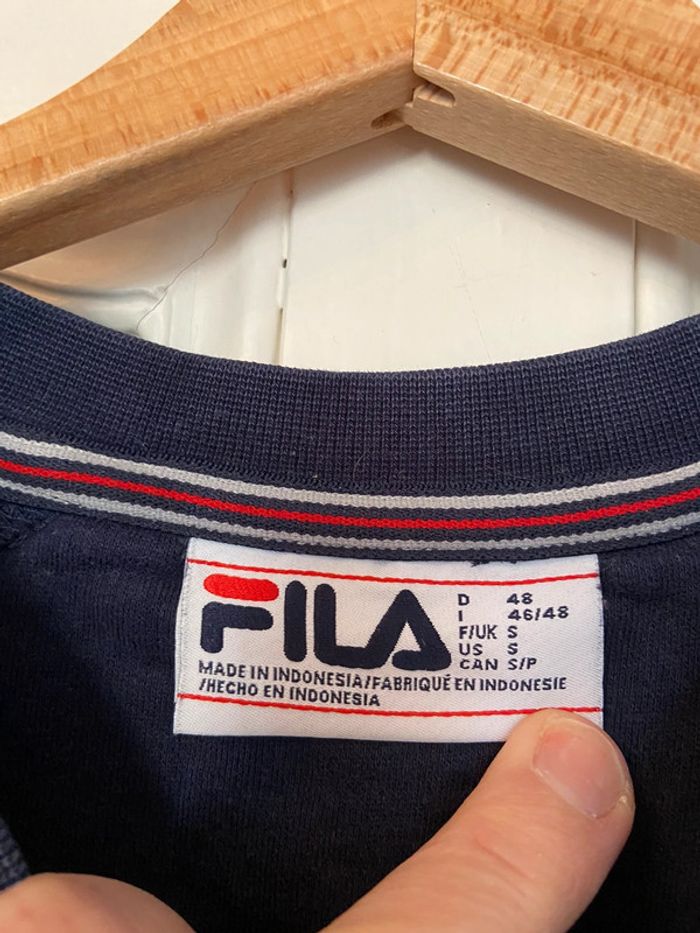 FILA
D 48
I 46/48
F/UK S
US S
CAN S/P
MADE IN INDONESIA/FABRIQUÉ EN INDONESIE
/HECHO EN INDONESIA